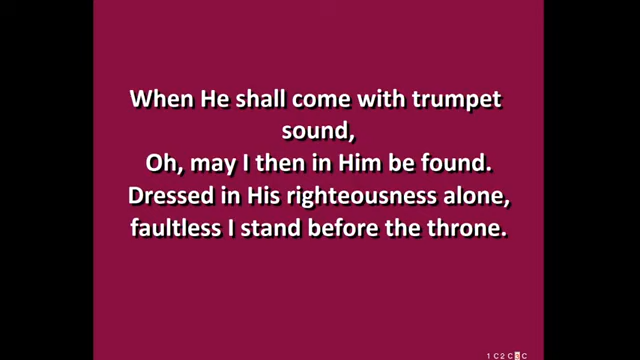 When He shall come with trumpet
sound,
Oh, may I then in Him be found.
Dressed in His righteousness alone,
faultless I stand before the throne.
1 C 2 C 3 C